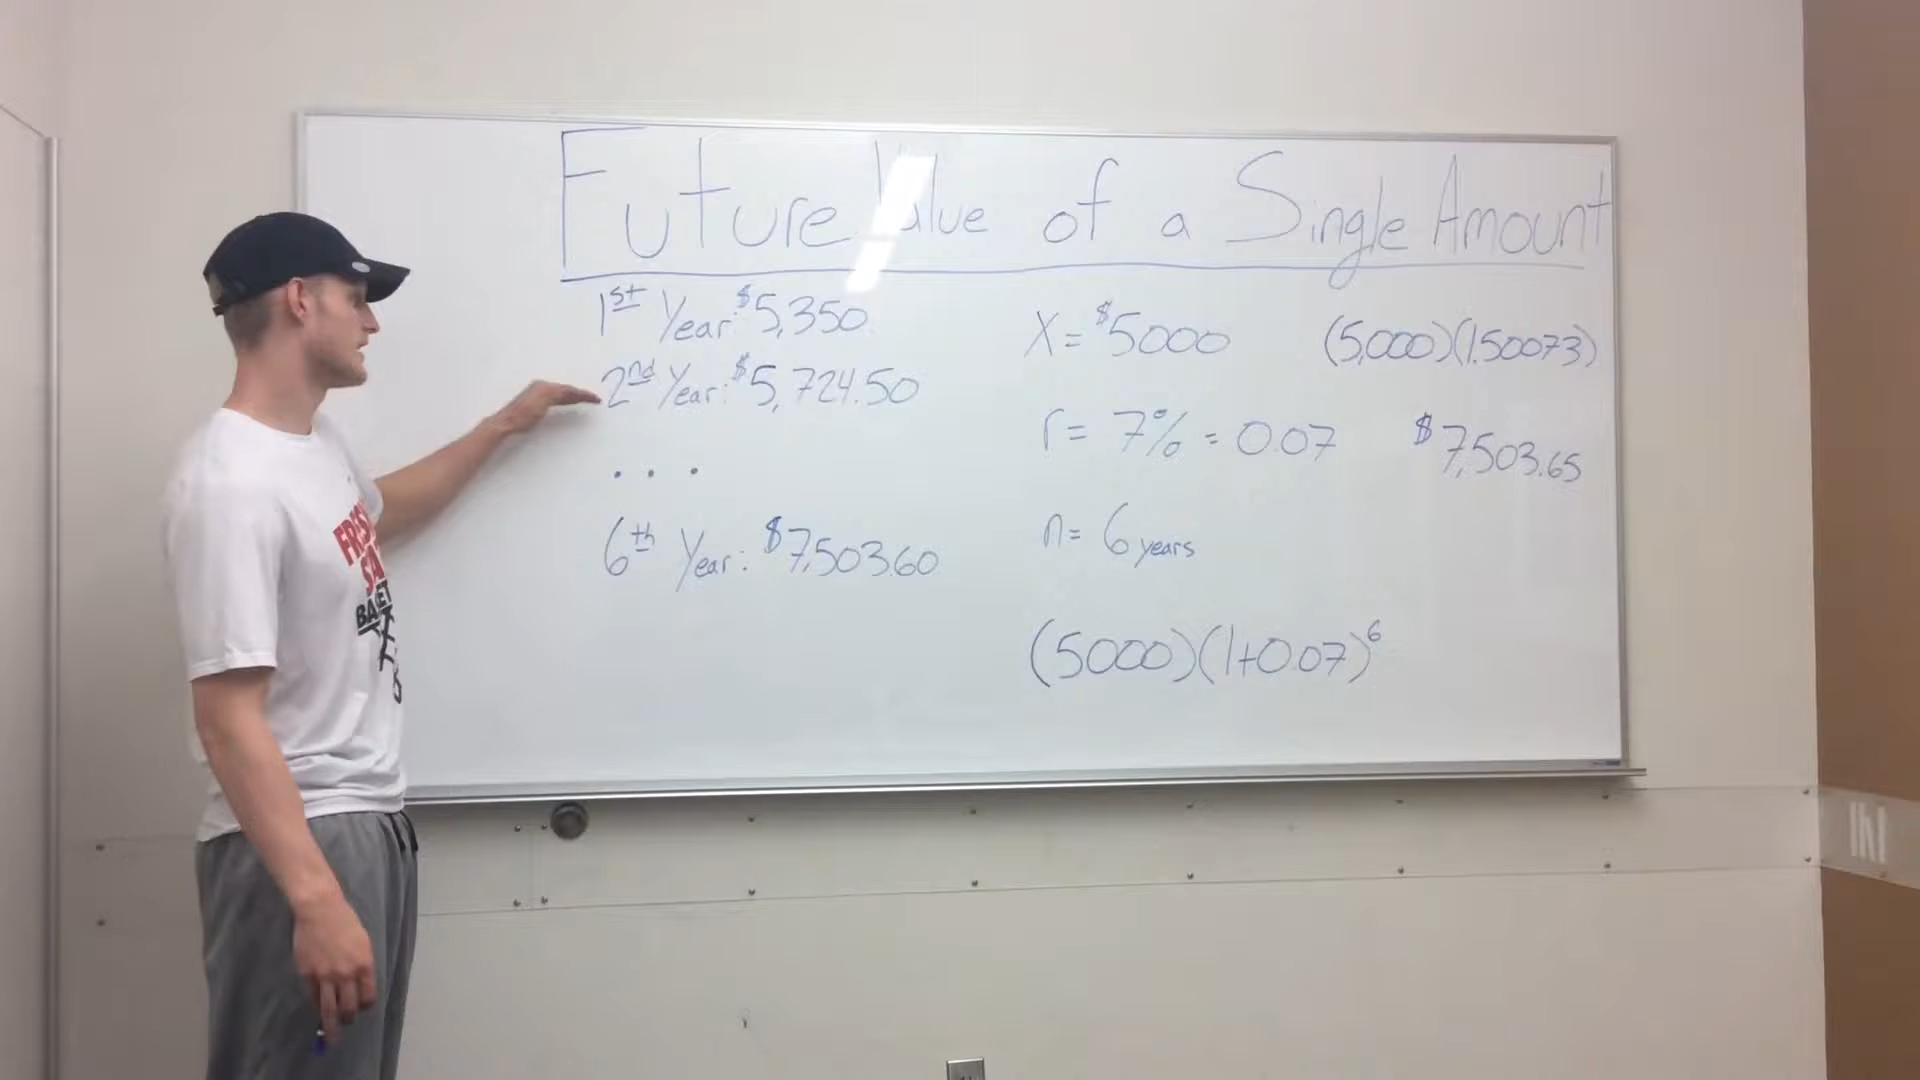 Future Value of a Single Amount
1st Year: $5,350
2nd Year: $5,724.50
. . .
6th Year: $7,503.60
X = $5000
r = 7% = 0.07
n = 6 years
(5000)(1+0.07)^6
(5,000)(1.50073)
$7,503.65